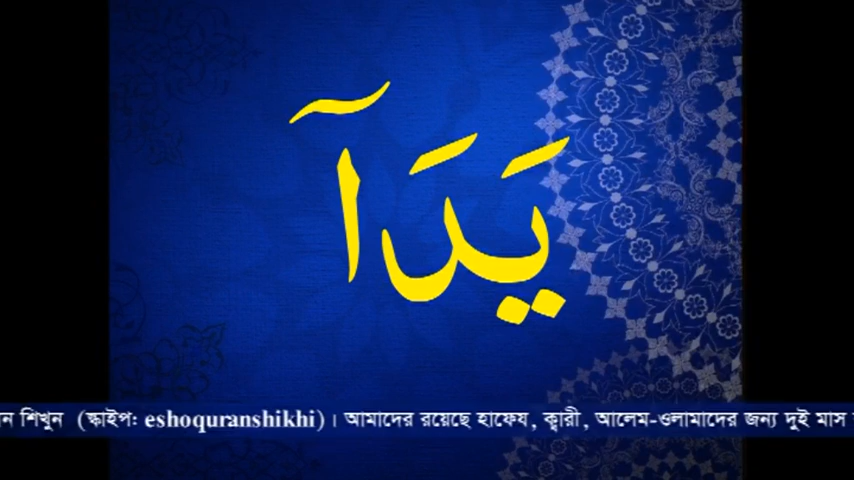 يَدَآ
ন শিখুন (স্কাইপ: eshoquranshikhi)। আমাদের রয়েছে হাফেয, ক্বারী, আলেম-ওলামাদের জন্য দুই মাস